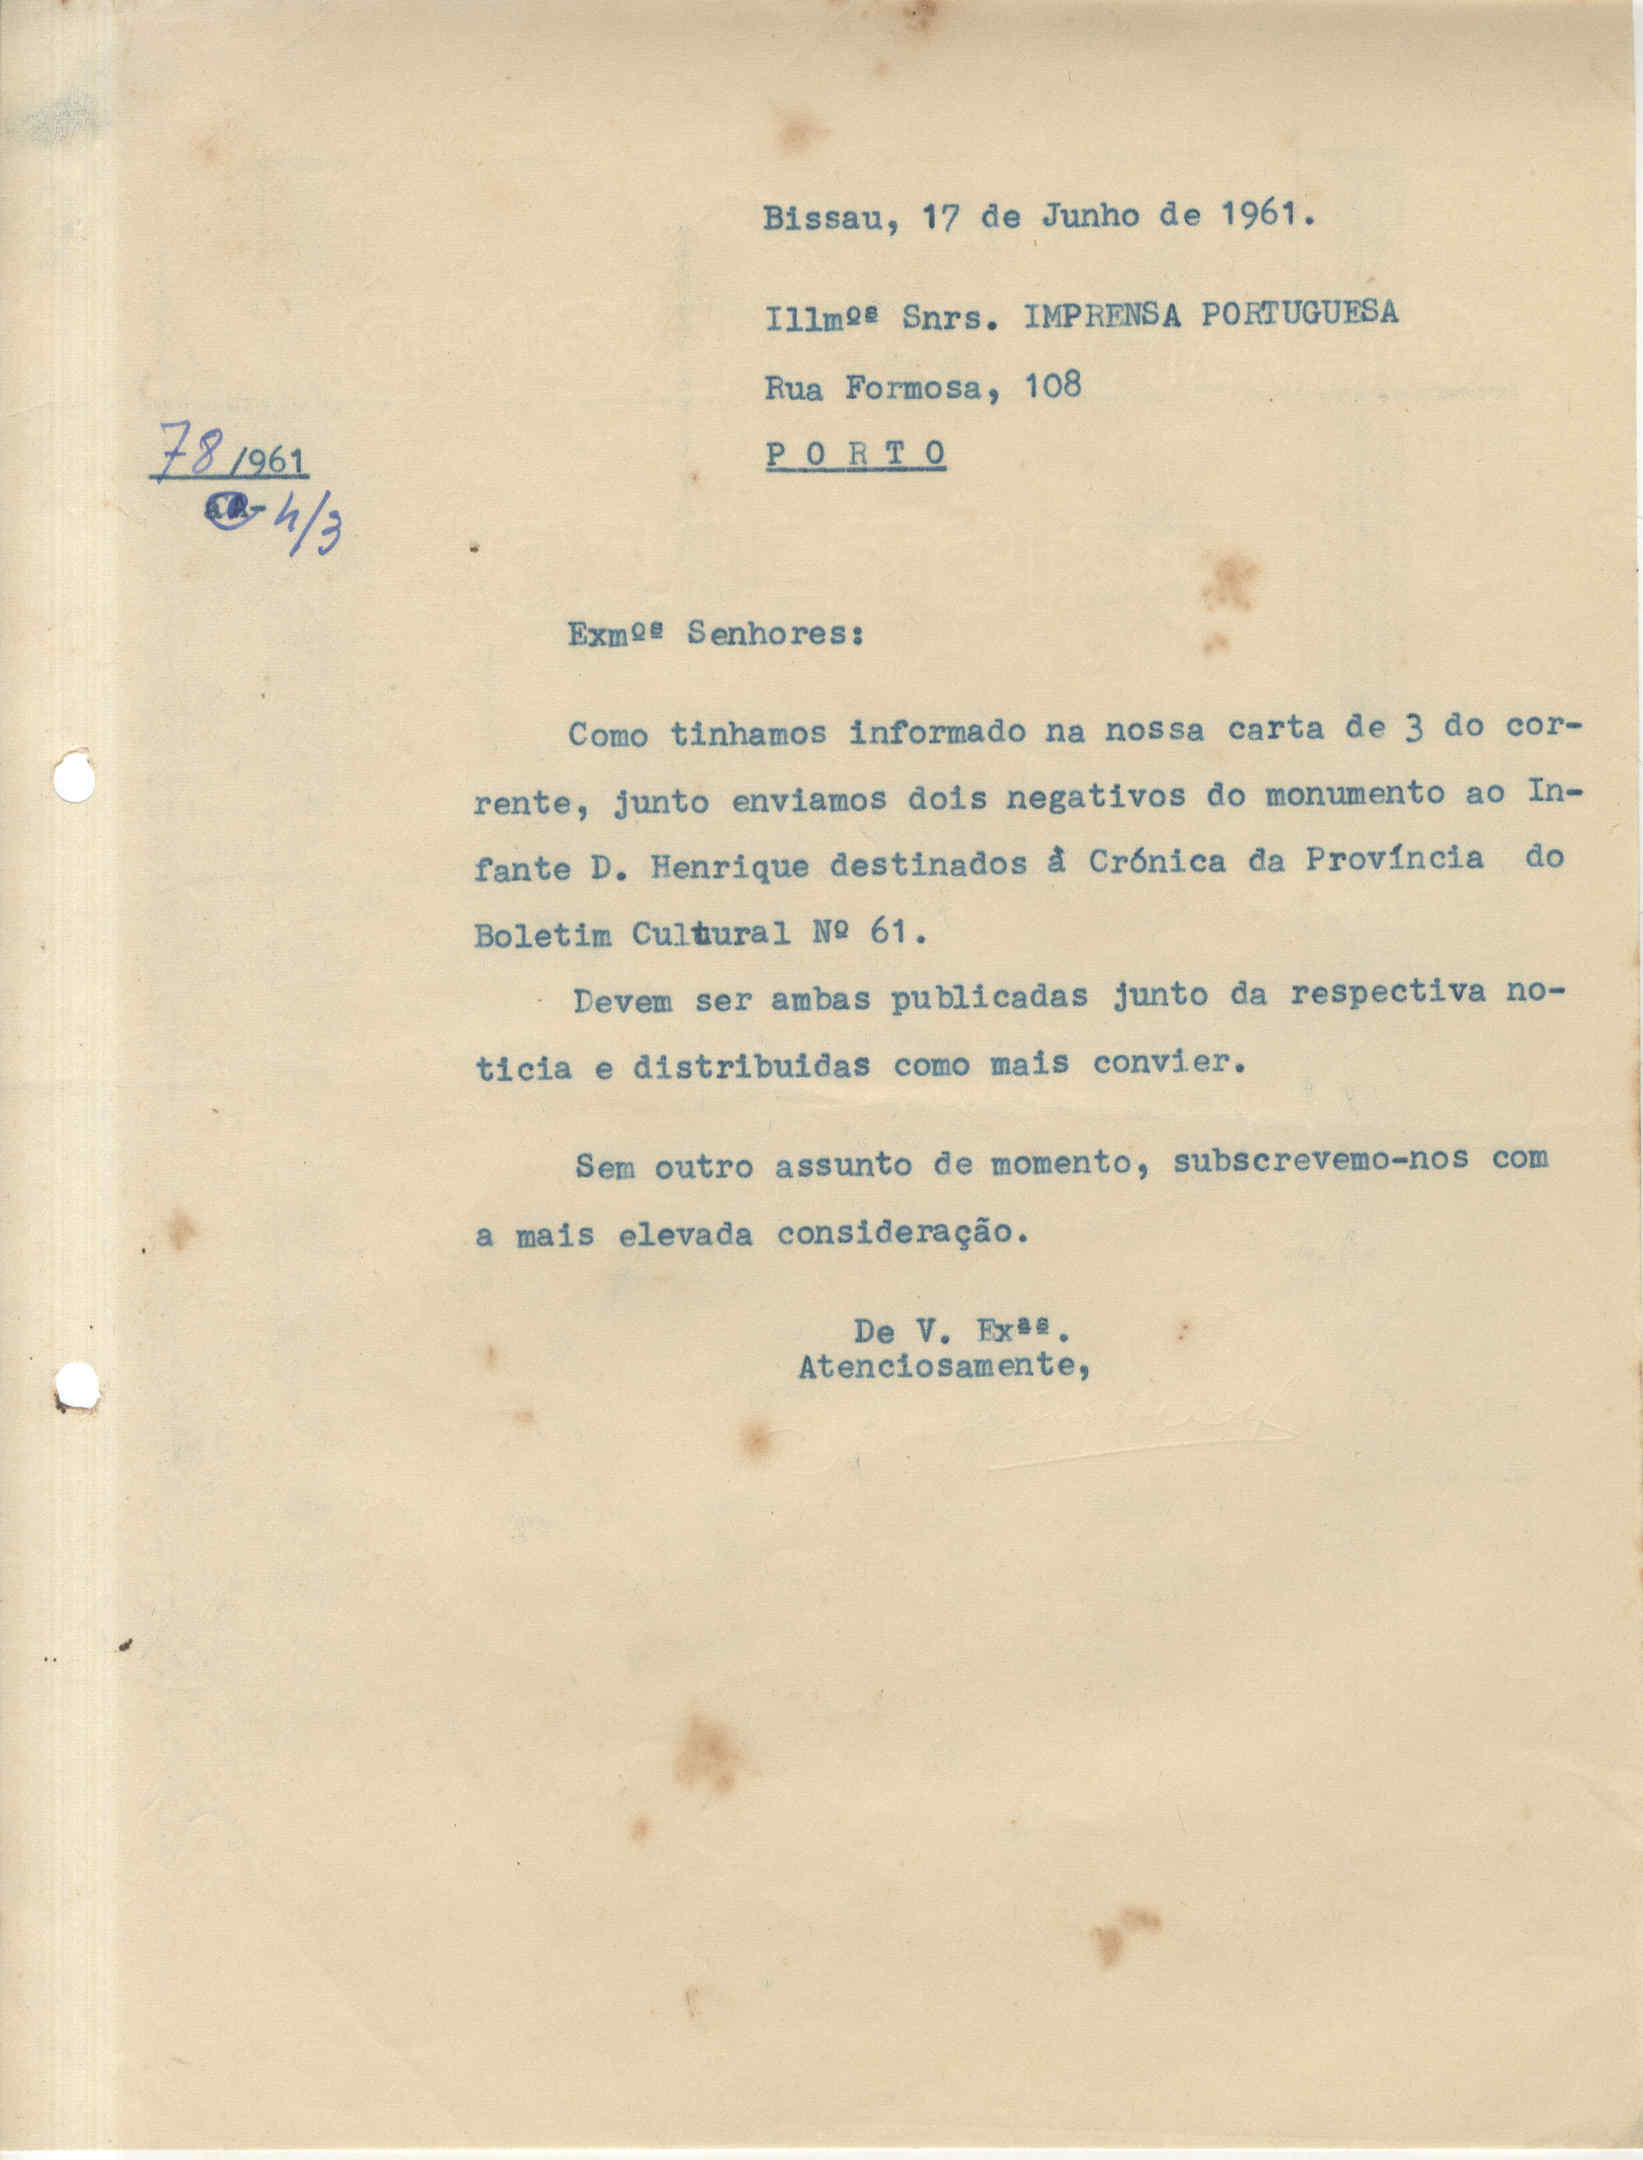 Bissau, 17 de Junho de 1961.
Illmºs Snrs. IMPRENSA PORTUGUESA
Rua Formosa, 108
P O R T O
78/961
4/3
Exmºs Senhores:
Como tinhamos informado na nossa carta de 3 do cor-
rente, junto enviamos dois negativos do monumento ao In-
fante D. Henrique destinados à Crónica da Província do
Boletim Cultural Nº 61.
Devem ser ambas publicadas junto da respectiva no-
ticia e distribuidas como mais convier.
Sem outro assunto de momento, subscrevemo-nos com
a mais elevada consideração.
De V. Exªs.
Atenciosamente,